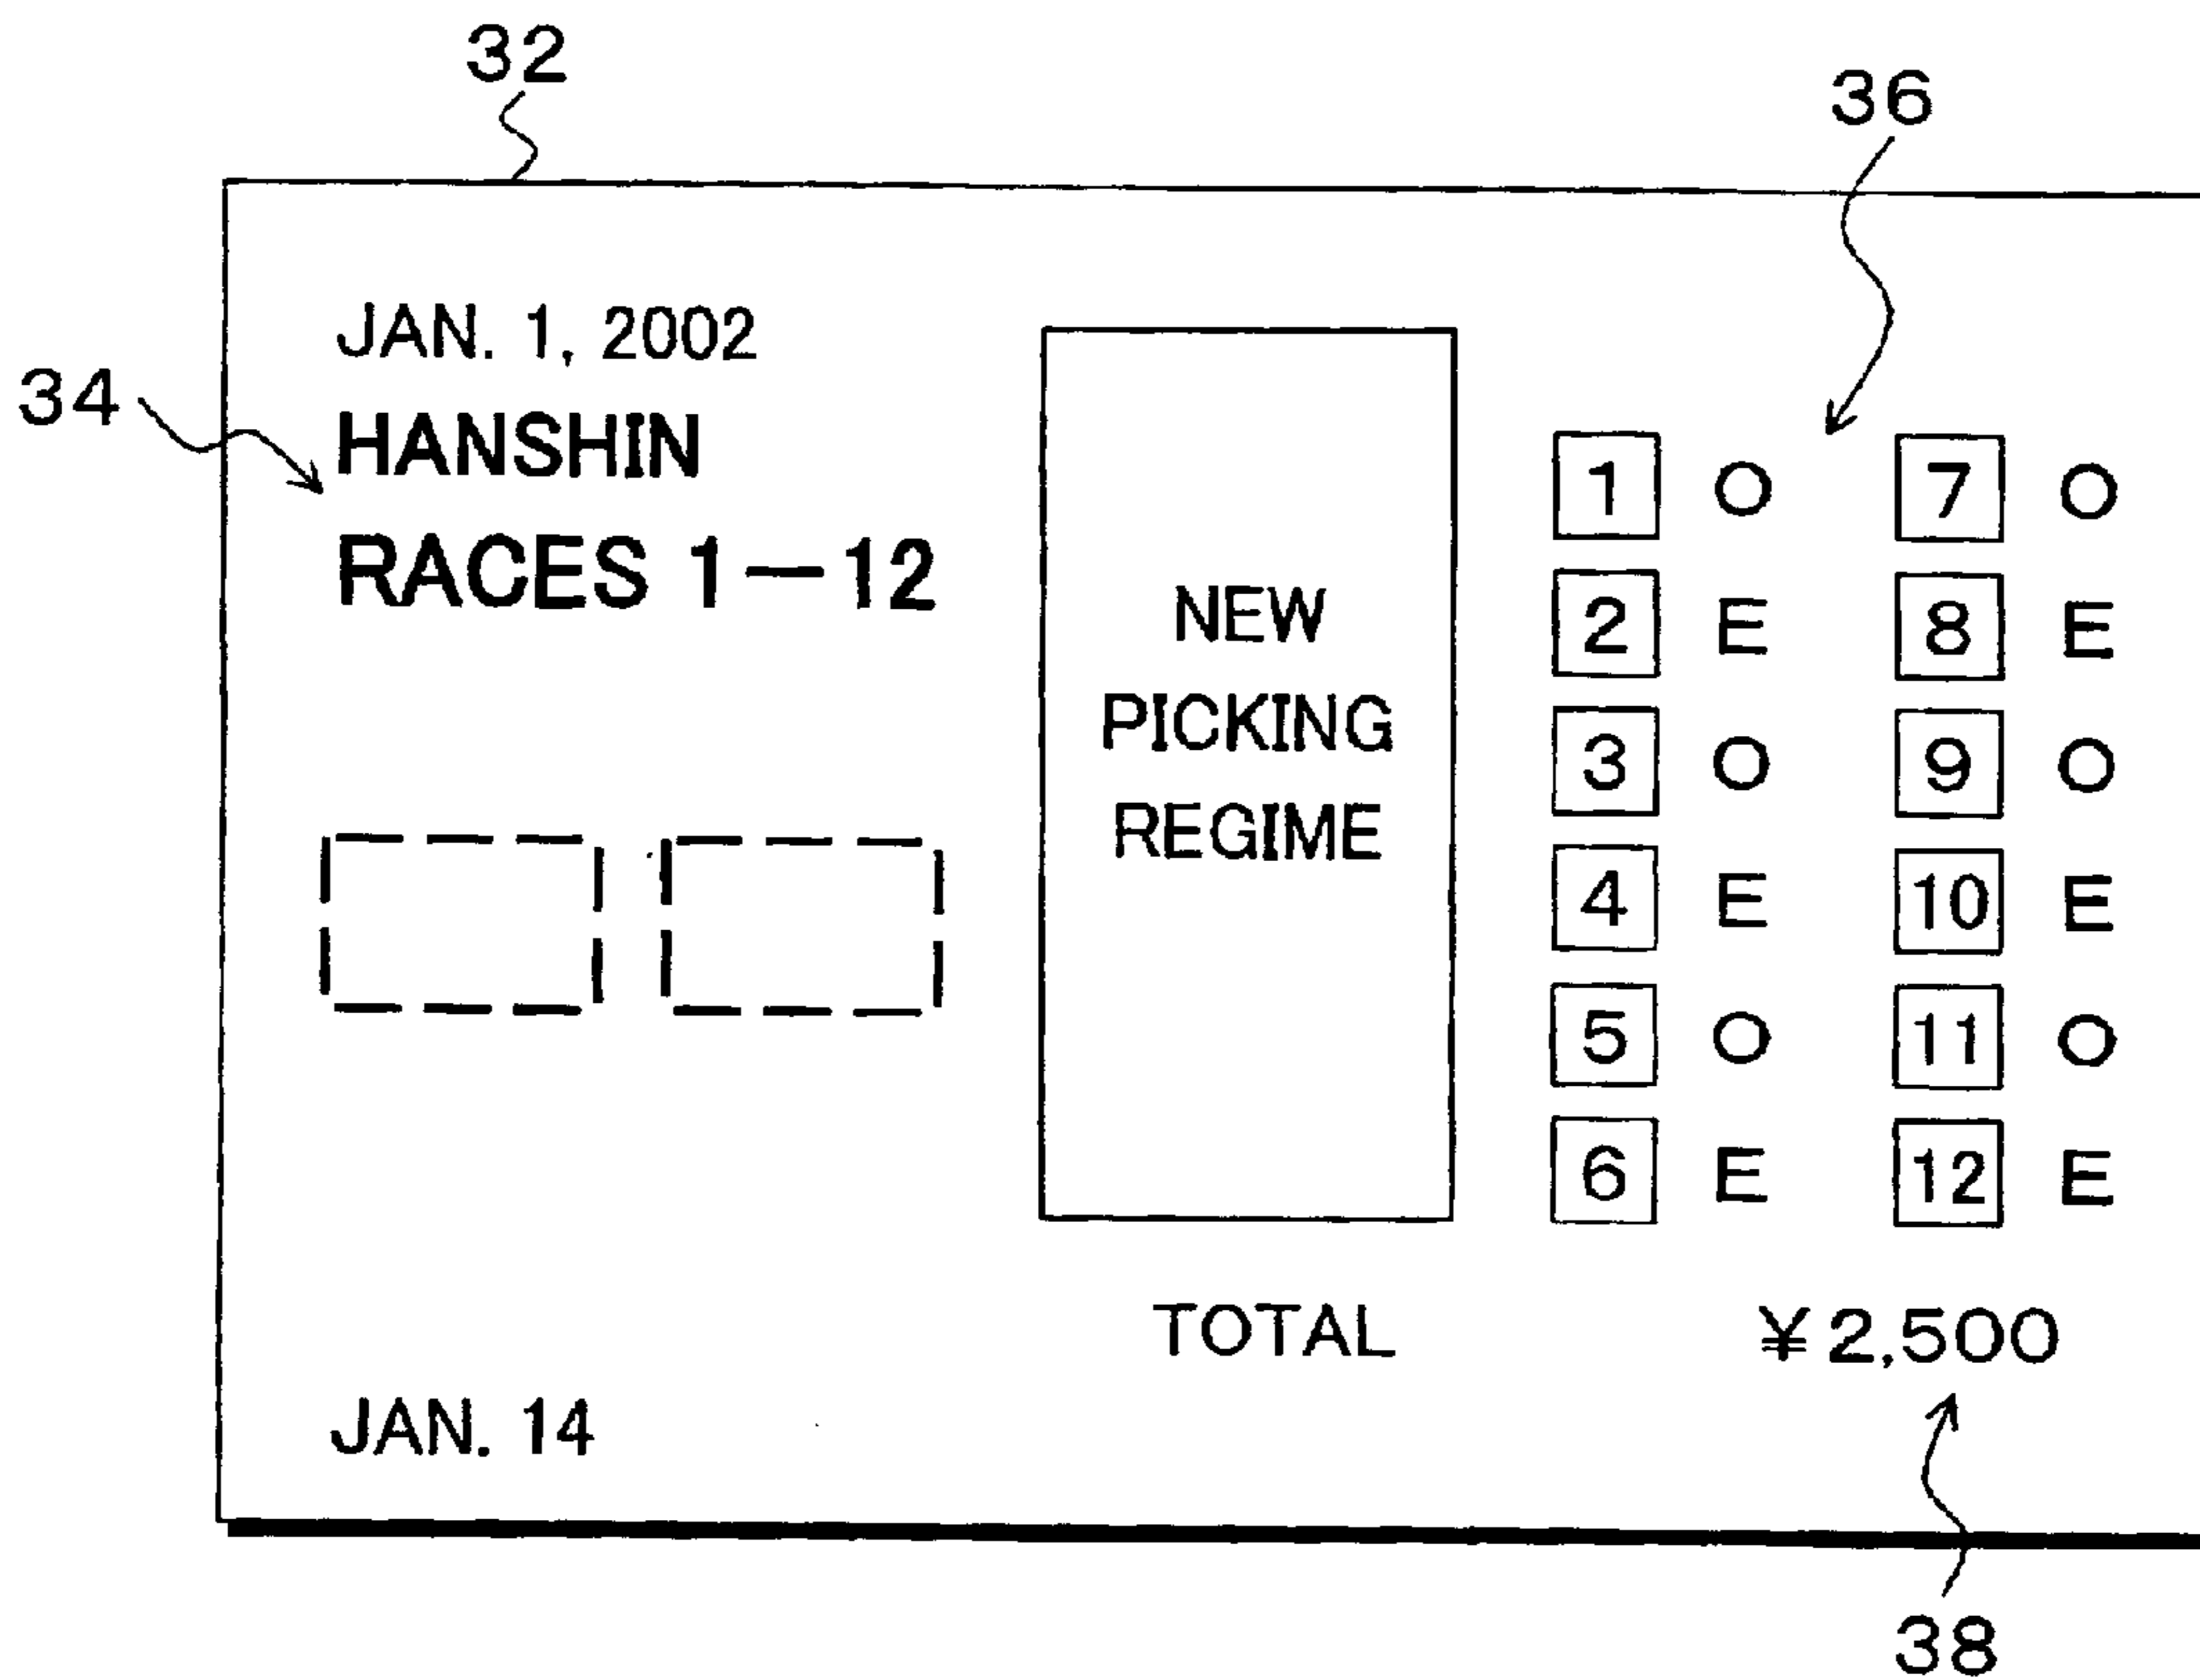 32
36
34
JAN. 1, 2002
HANSHIN
RACES 1—12
NEW
PICKING
REGIME
1 O 7 O
2 E 8 E
3 O 9 O
4 E 10 E
5 O 11 O
6 E 12 E
TOTAL ¥2,500
JAN. 14
38